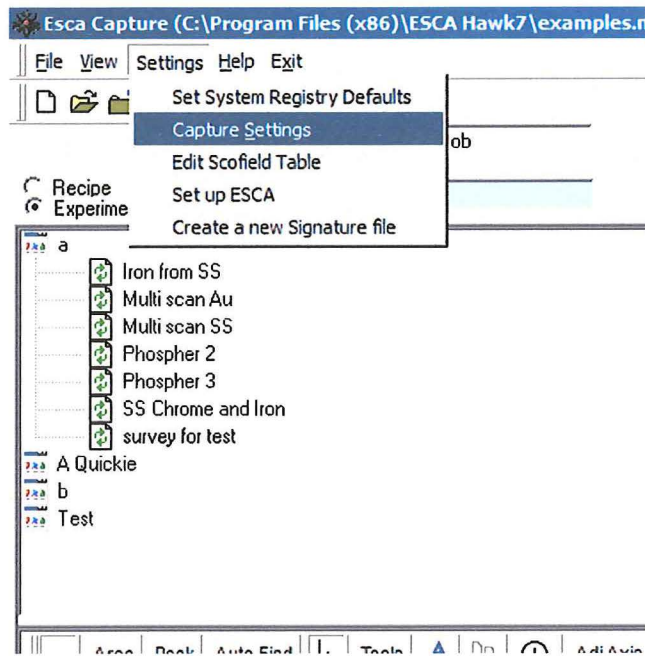 Esca Capture (C:\Program Files (x86)\ESCA Hawk7\examples.
File View Settings Help Exit
Set System Registry Defaults
Capture Settings
Edit Scofield Table
Set up ESCA
Create a new Signature file
ob
Recipe
Experime
a
Iron from SS
Multi scan Au
Multi scan SS
Phospher 2
Phospher 3
SS Chrome and Iron
survey for test
A Quickie
b
Test
Area Peak Auto Find Tools Adj Axis